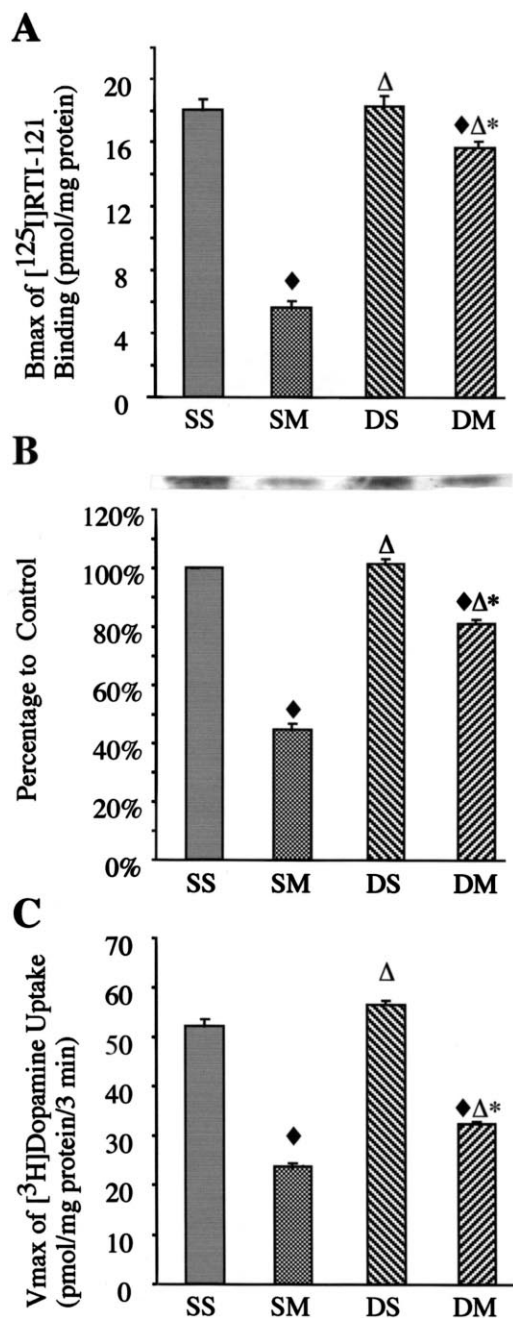 A
Bmax of [125I]RTI-121
Binding (pmol/mg protein)
20
16
12
8
4
0
Δ
♦Δ*
♦
SS SM DS DM
B
Percentage to Control
120%
100%
80%
60%
40%
20%
0%
Δ
♦Δ*
♦
SS SM DS DM
C
Vmax of [3H]Dopamine Uptake
(pmol/mg protein/3 min)
70
60
50
40
30
20
10
0
Δ
♦Δ*
♦
SS SM DS DM